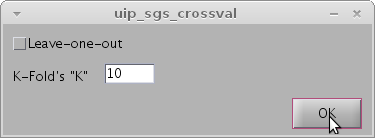 uip_sgs_crossval
Leave-one-out
K-Fold's "K" 10
OK